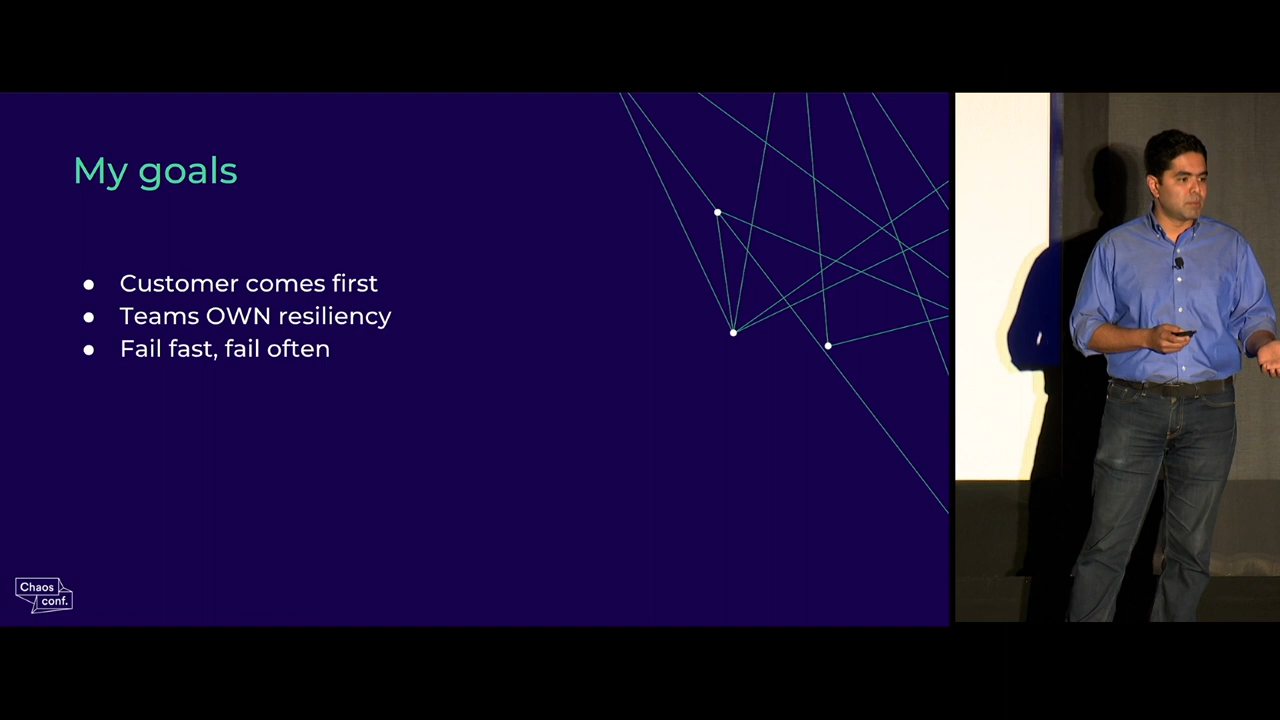 My goals
● Customer comes first
● Teams OWN resiliency
● Fail fast, fail often
Chaos
conf.